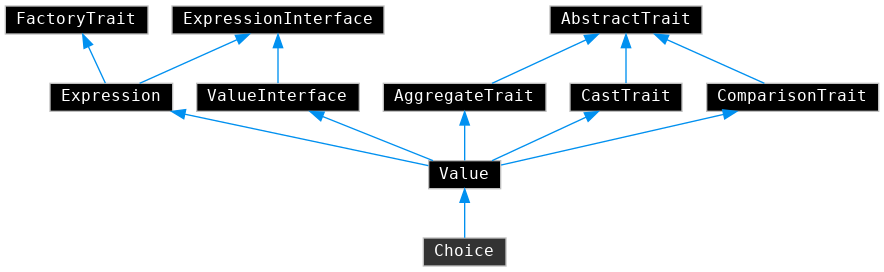 FactoryTrait
ExpressionInterface
AbstractTrait
Expression
ValueInterface
AggregateTrait
CastTrait
ComparisonTrait
Value
Choice